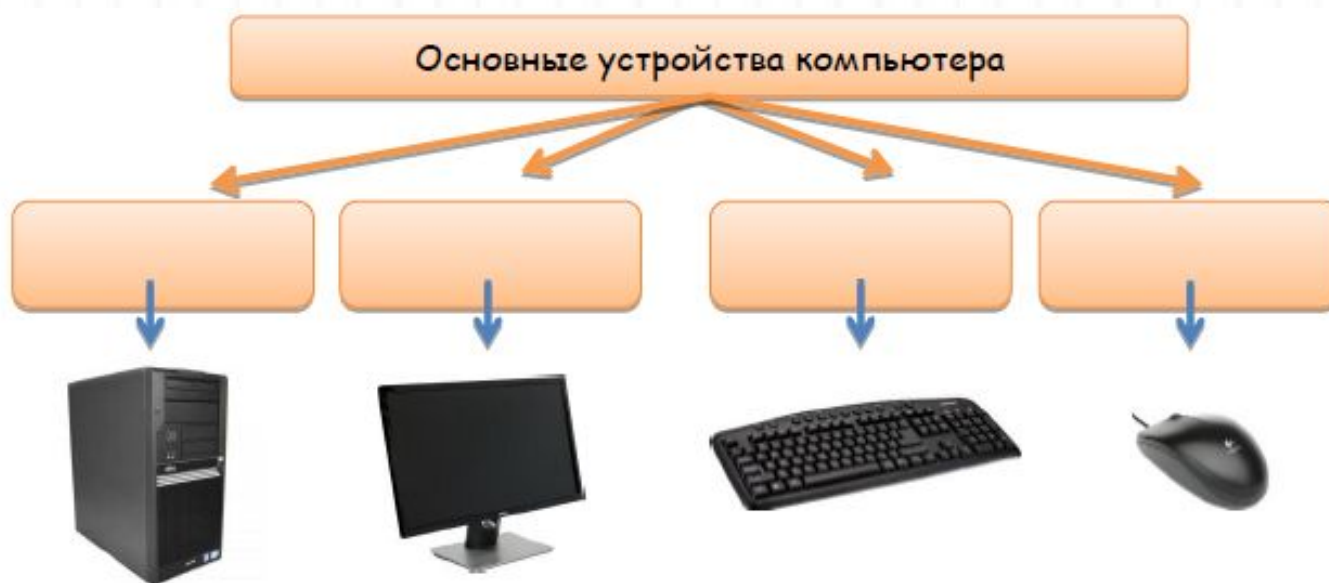 Основные устройства компьютера